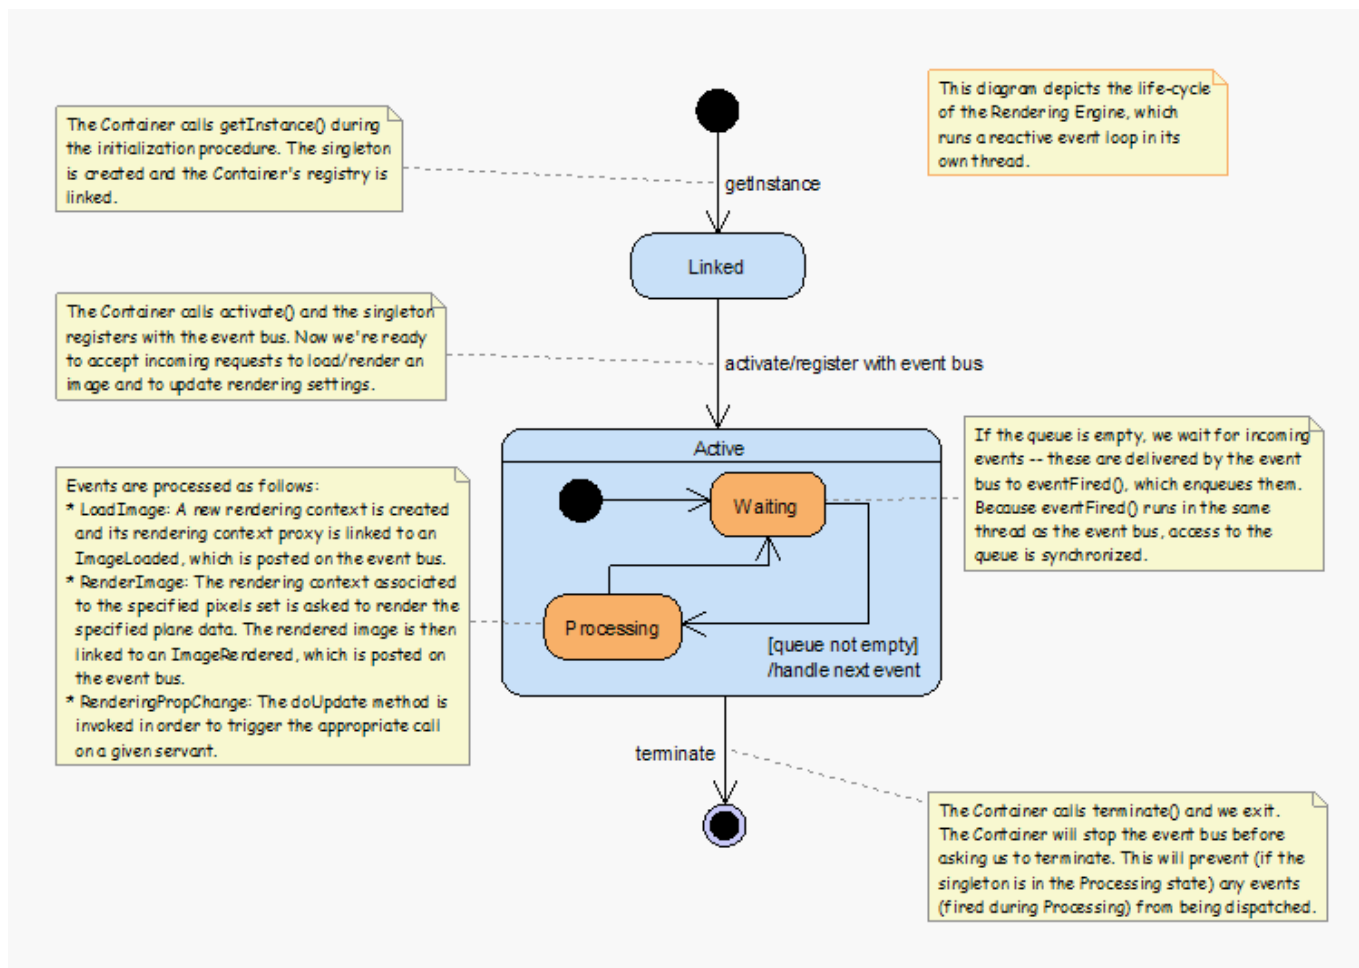 This diagram depicts the life-cycle
of the Rendering Engine, which
runs a reactive event loop in its
own thread.
The Container calls getInstance() during
the initialization procedure. The singleton
is created and the Container's registry is
linked.
getInstance
Linked
The Container calls activate() and the singleton
registers with the event bus. Now we're ready
to accept incoming requests to load/render an
image and to update rendering settings.
activate/register with event bus
Active
If the queue is empty, we wait for incoming
events -- these are delivered by the event
bus to eventFired(), which enqueues them.
Because eventFired() runs in the same
thread as the event bus, access to the
queue is synchronized.
Waiting
Events are processed as follows:
* LoadImage: A new rendering context is created
and its rendering context proxy is linked to an
ImageLoaded, which is posted on the event bus.
* RenderImage: The rendering context associated
to the specified pixels set is asked to render the
specified plane data. The rendered image is then
linked to an ImageRendered, which is posted on
the event bus.
* RenderingPropChange: The doUpdate method is
invoked in order to trigger the appropriate call
on a given servant.
Processing
[queue not empty]
/handle next event
terminate
The Container calls terminate() and we exit.
The Container will stop the event bus before
asking us to terminate. This will prevent (if the
singleton is in the Processing state) any events
(fired during Processing) from being dispatched.